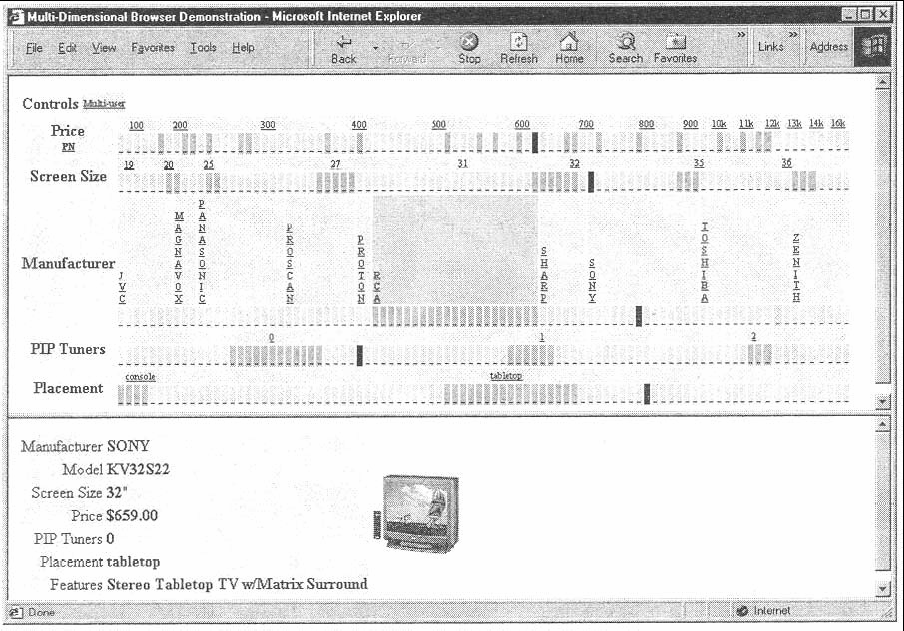 Multi-Dimensional Browser Demonstration - Microsoft Internet Explorer
File Edit View Favorites Tools Help
Back Forward Stop Refresh Home Search Favorites » Links » Address
Controls Multi-user
100 200 300 400 500 600 700 800 900 10k 11k 12k 13k 14k 16k
Price
PN
19 20 25 27 31 32 35 36
Screen Size
Manufacturer
JVC
MAGNAVOX
PANASONIC
PROSCAN
PROTON
RCA
SHARP
SONY
TOSHIBA
ZENITH
0 1 2
PIP Tuners
console tabletop
Placement
Manufacturer SONY
Model KV32S22
Screen Size 32"
Price $659.00
PIP Tuners 0
Placement tabletop
Features Stereo Tabletop TV w/Matrix Surround
Done Internet